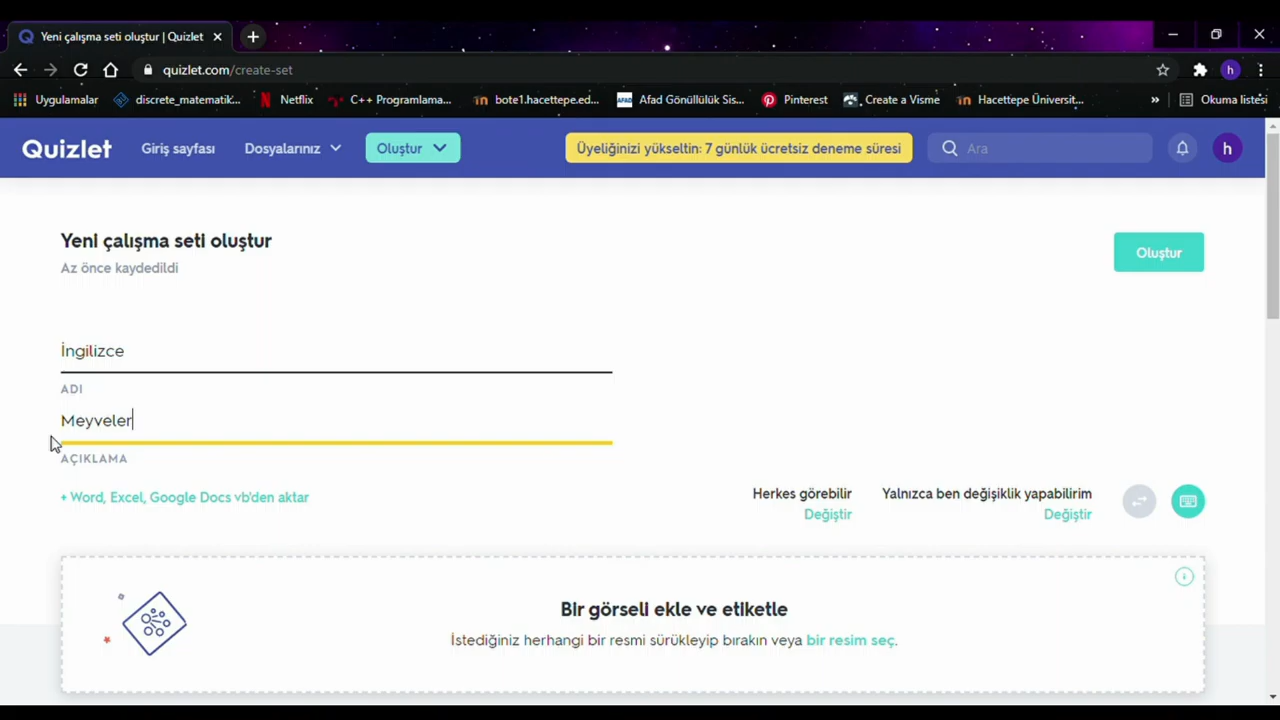 Yeni çalışma seti oluştur | Quizlet
quizlet.com/create-set
Uygulamalar discrete_matematik'... Netflix C++ Programlama... bote1.hacettepe.ed... Afad Gönüllülük Sis... Pinterest Create a Visme Hacettepe Üniversit... » Okuma listesi
h
Quizlet Giriş sayfası Dosyalarınız Oluştur Üyeliğinizi yükseltin: 7 günlük ücretsiz deneme süresi Ara h
Yeni çalışma seti oluştur
Az önce kaydedildi
Oluştur
İngilizce
ADI
Meyveler
AÇIKLAMA
+ Word, Excel, Google Docs vb'den aktar
Herkes görebilir Yalnızca ben değişiklik yapabilirim
Değiştir Değiştir
Bir görseli ekle ve etiketle
İstediğiniz herhangi bir resmi sürükleyip bırakın veya bir resim seç.